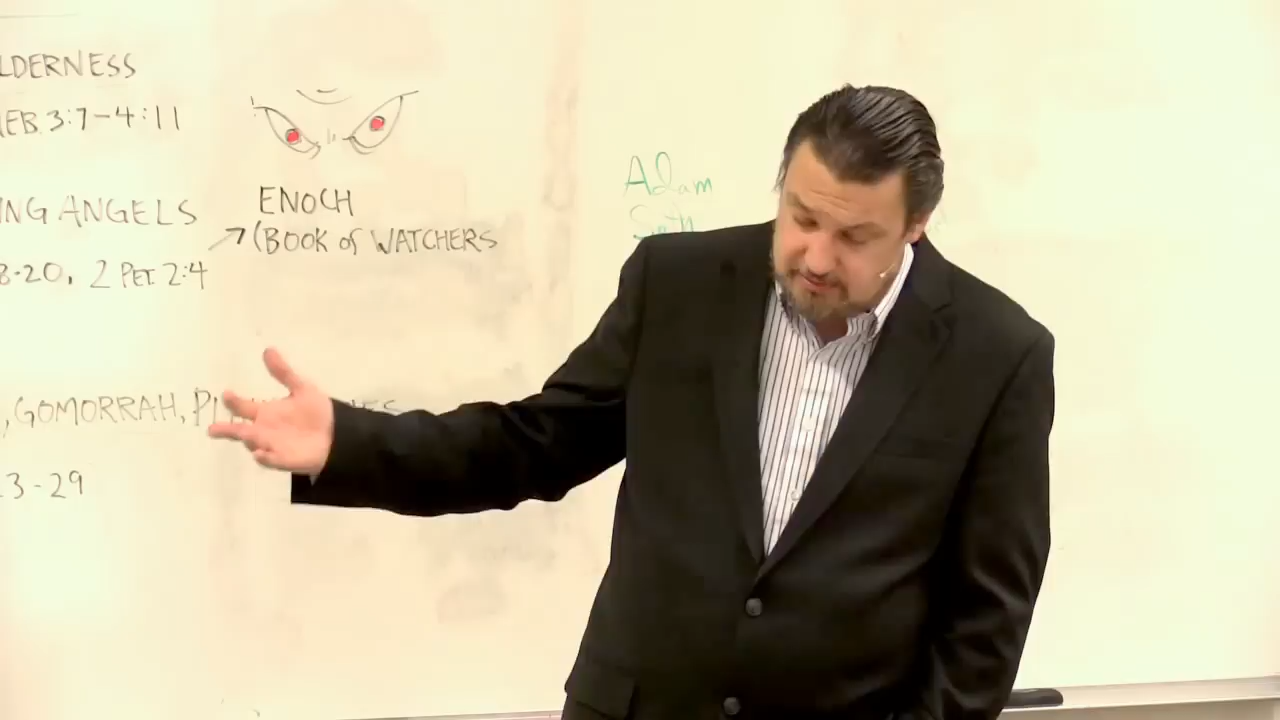 LDERNESS
EB 3:7-4:11
ING ANGELS
8-20, 2 PET 2:4
ENOCH
(BOOK of WATCHERS
, GOMORRAH,
3-29
Adam
Seth